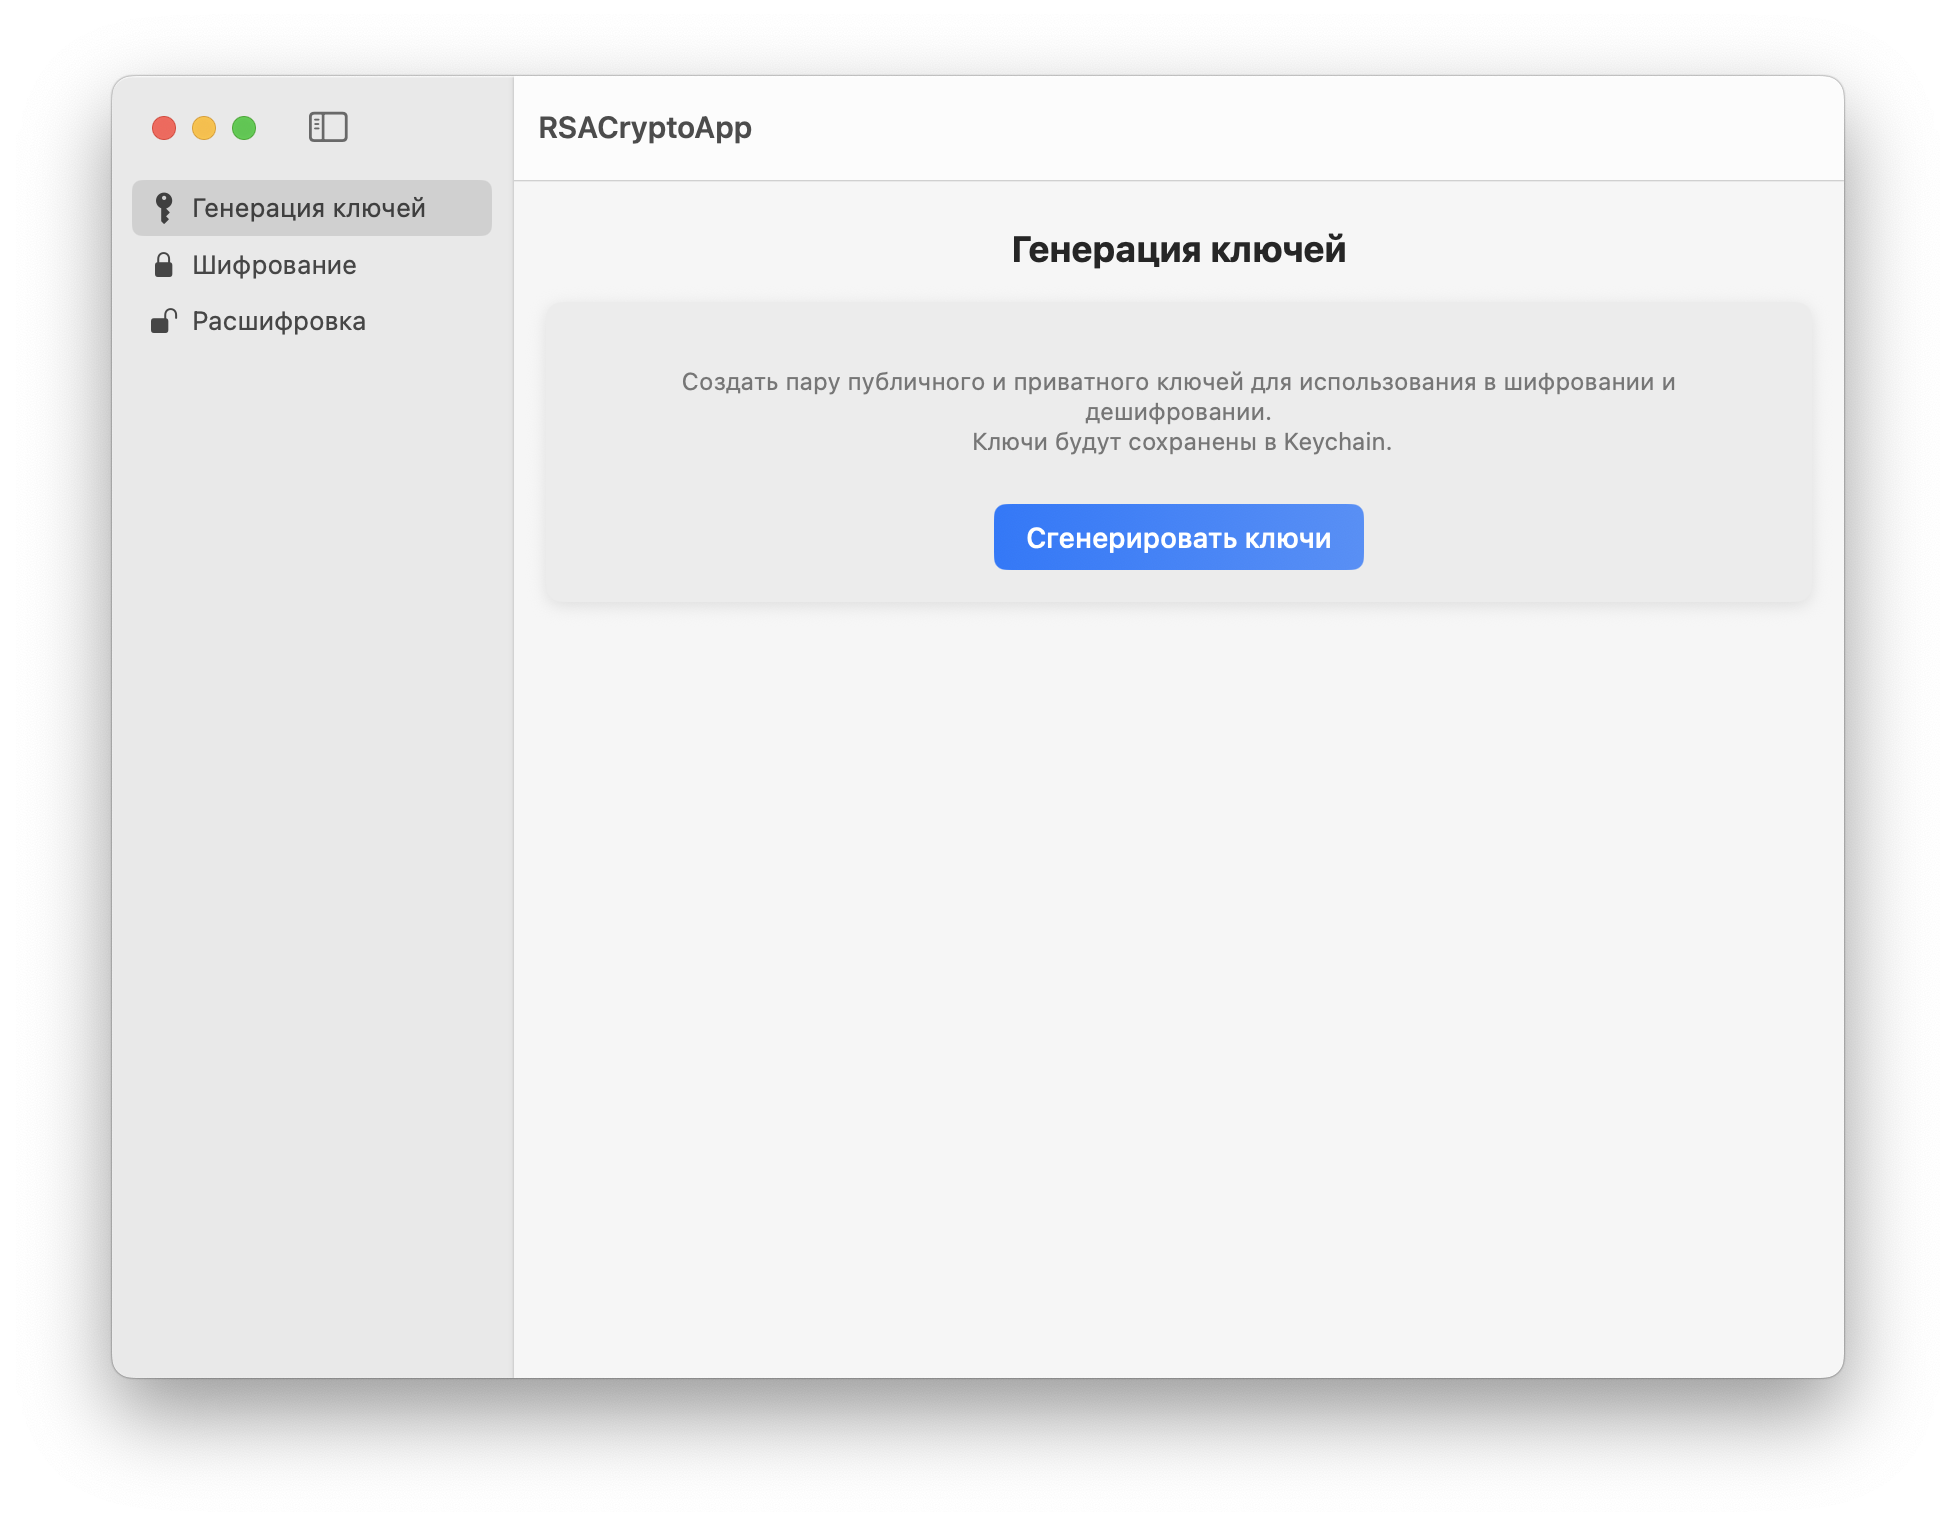 RSACryptoApp
Генерация ключей
Шифрование
Расшифровка
Генерация ключей
Создать пару публичного и приватного ключей для использования в шифровании и
дешифровании.
Ключи будут сохранены в Keychain.
Сгенерировать ключи